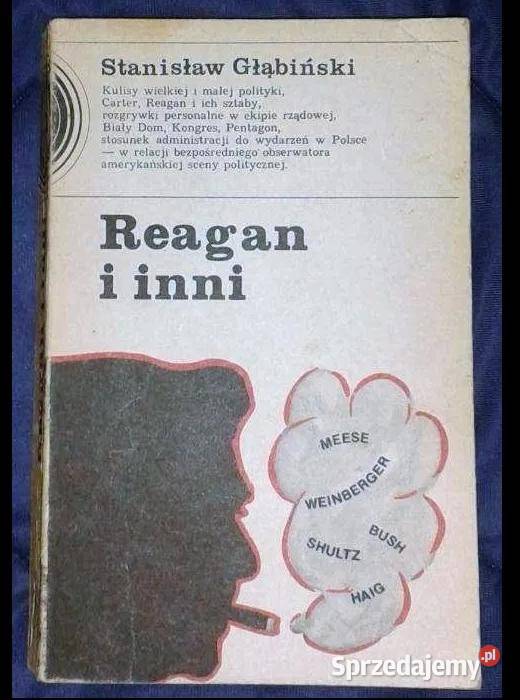 Stanisław Głąbiński
Kulisy wielkiej i małej polityki,
Carter, Reagan i ich sztaby,
rozgrywki personalne w ekipie rządowej,
Biały Dom, Kongres, Pentagon,
stosunek administracji do wydarzeń w Polsce
— w relacji bezpośredniego obserwatora
amerykańskiej sceny politycznej.
Reagan
i inni
MEESE
WEINBERGER
BUSH
SHULTZ
HAIG
Sprzedajemy.pl